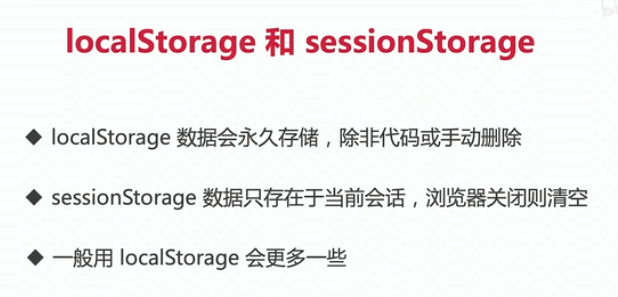 localStorage 和 sessionStorage
◆ localStorage 数据会永久存储，除非代码或手动删除
◆ sessionStorage 数据只存在于当前会话，浏览器关闭则清空
◆ 一般用 localStorage 会更多一些